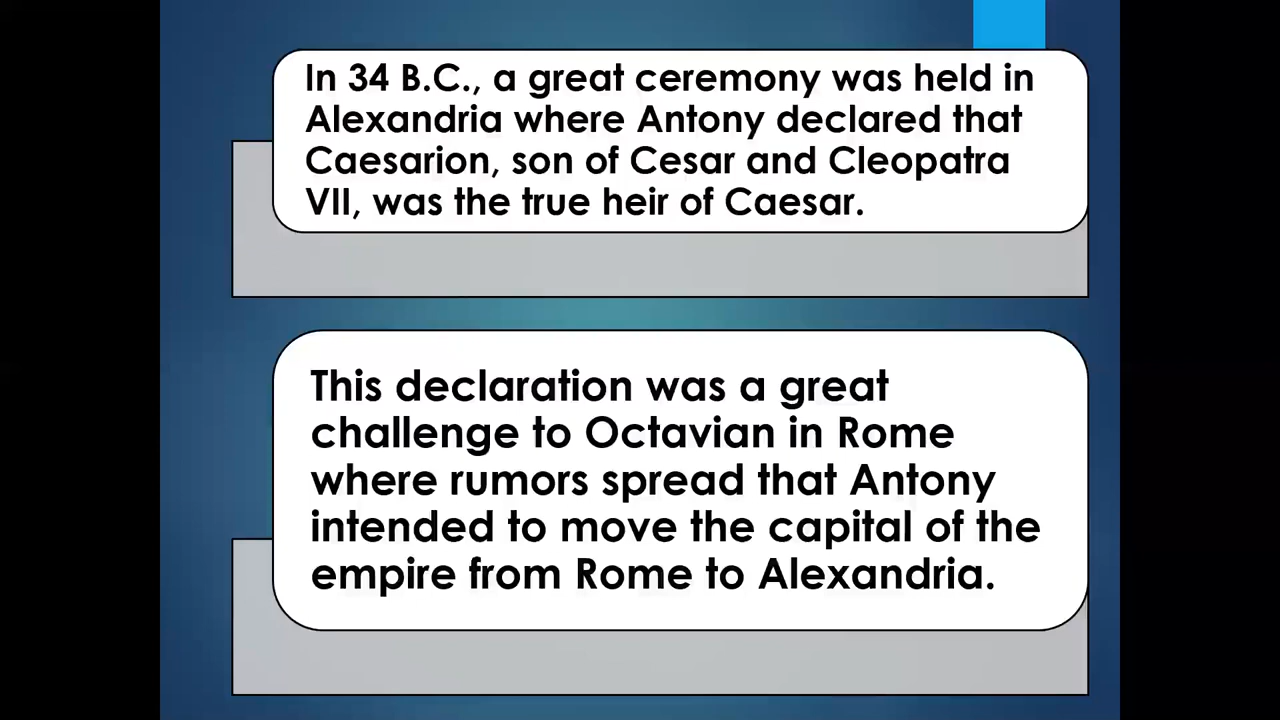 In 34 B.C., a great ceremony was held in
Alexandria where Antony declared that
Caesarion, son of Cesar and Cleopatra
VII, was the true heir of Caesar.
This declaration was a great
challenge to Octavian in Rome
where rumors spread that Antony
intended to move the capital of the
empire from Rome to Alexandria.